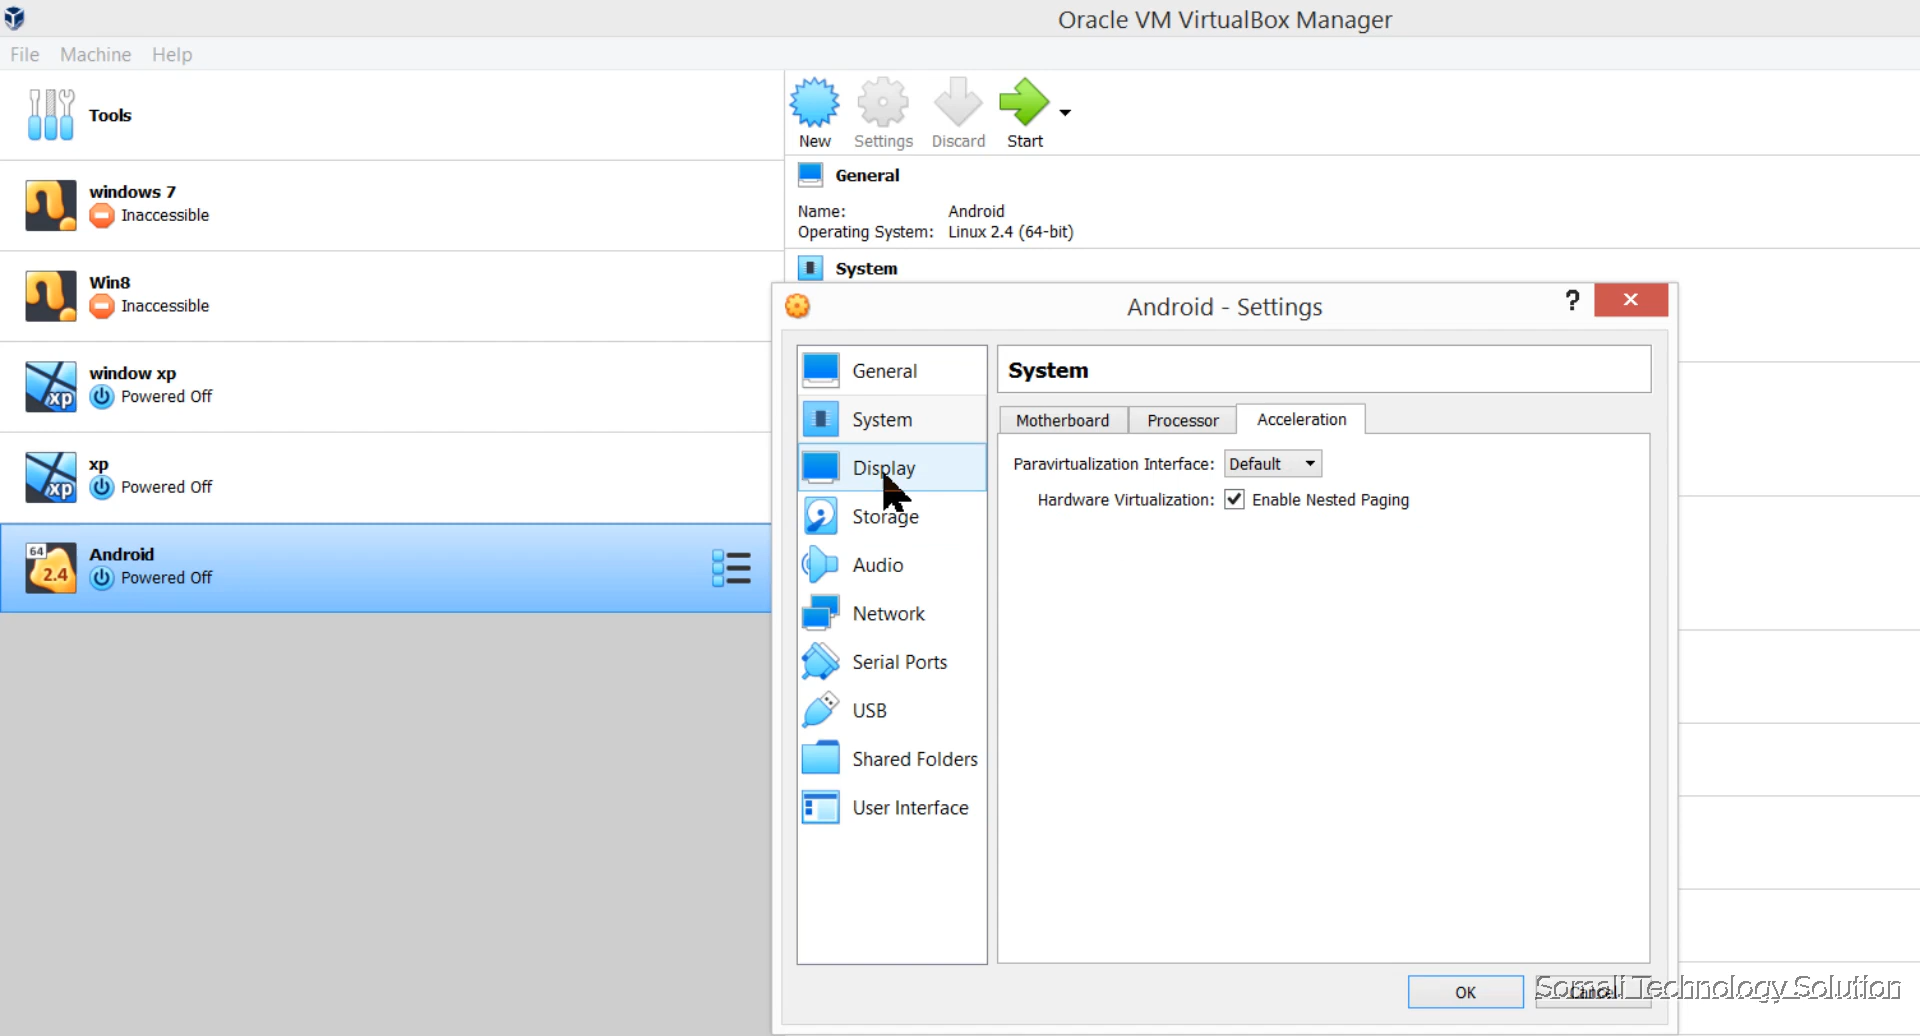 Oracle VM VirtualBox Manager
File Machine Help
Tools
New Settings Discard Start
windows 7
Inaccessible
Win8
Inaccessible
window xp
Powered Off
xp
Powered Off
64
2.4
Android
Powered Off
General
Name: Android
Operating System: Linux 2.4 (64-bit)
System
Android - Settings
?
General
System
Display
Storage
Audio
Network
Serial Ports
USB
Shared Folders
User Interface
System
Motherboard Processor Acceleration
Paravirtualization Interface: Default
Hardware Virtualization: Enable Nested Paging
OK Cancel
Somali Technology Solution